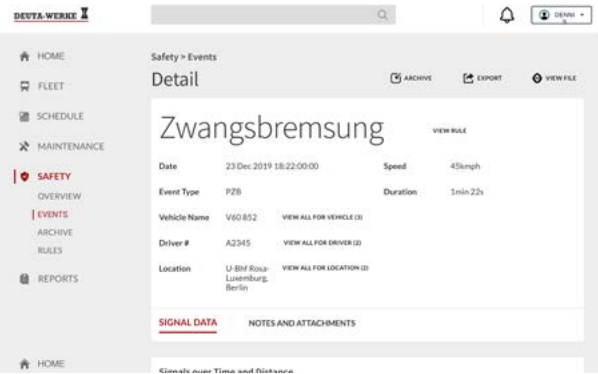 DEUTA-WERKE
DENNI
HOME
FLEET
SCHEDULE
MAINTENANCE
SAFETY
OVERVIEW
EVENTS
ARCHIVE
RULES
REPORTS
HOME
Safety > Events
Detail
ARCHIVE
EXPORT
VIEW FILE
Zwangsbremsung
VIEW RULE
Date 23 Dec 2019 18:22:00:00 Speed 45kmph
Event Type PZB Duration 1min 22s
Vehicle Name V60 852 VIEW ALL FOR VEHICLE (3)
Driver # A2345 VIEW ALL FOR DRIVER (2)
Location U-Bhf Rosa- VIEW ALL FOR LOCATION (2)
Luxemburg,
Berlin
SIGNAL DATA NOTES AND ATTACHMENTS
Signals over Time and Distance